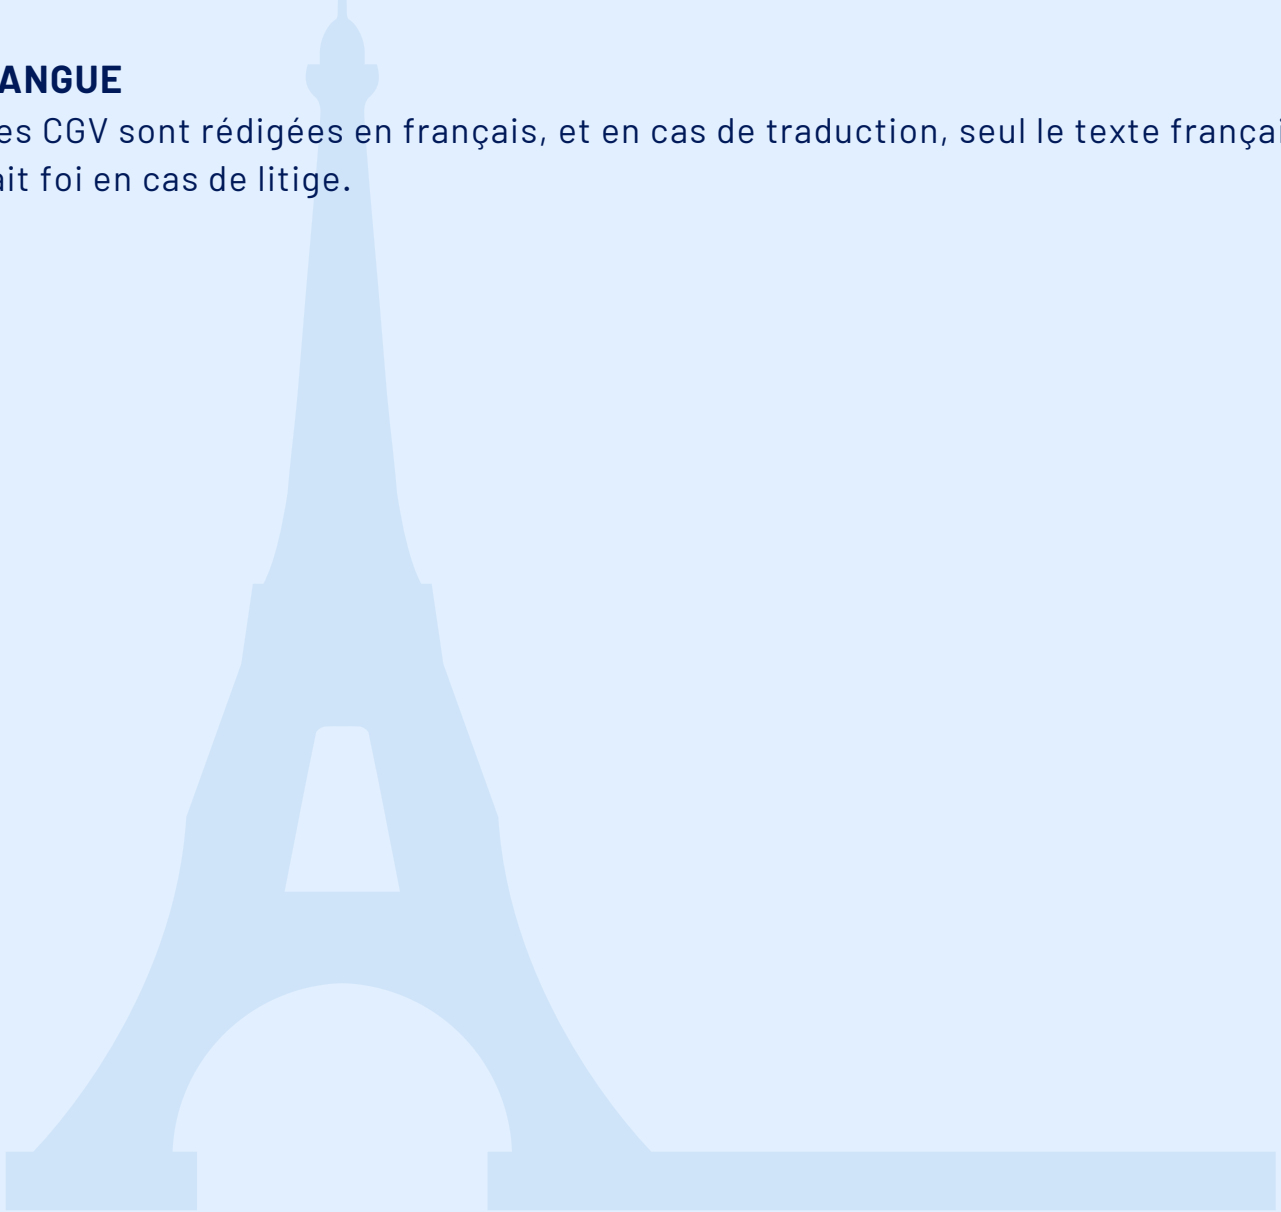 ANGUE
es CGV sont rédigées en français, et en cas de traduction, seul le texte françai
ait foi en cas de litige.